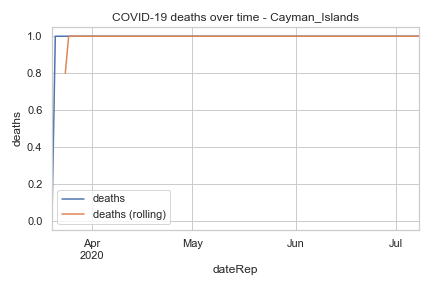 COVID-19 deaths over time - Cayman_Islands
deaths
1.0
0.8
0.6
0.4
0.2
0.0
deaths
deaths (rolling)
Apr
2020
May
Jun
Jul
dateRep